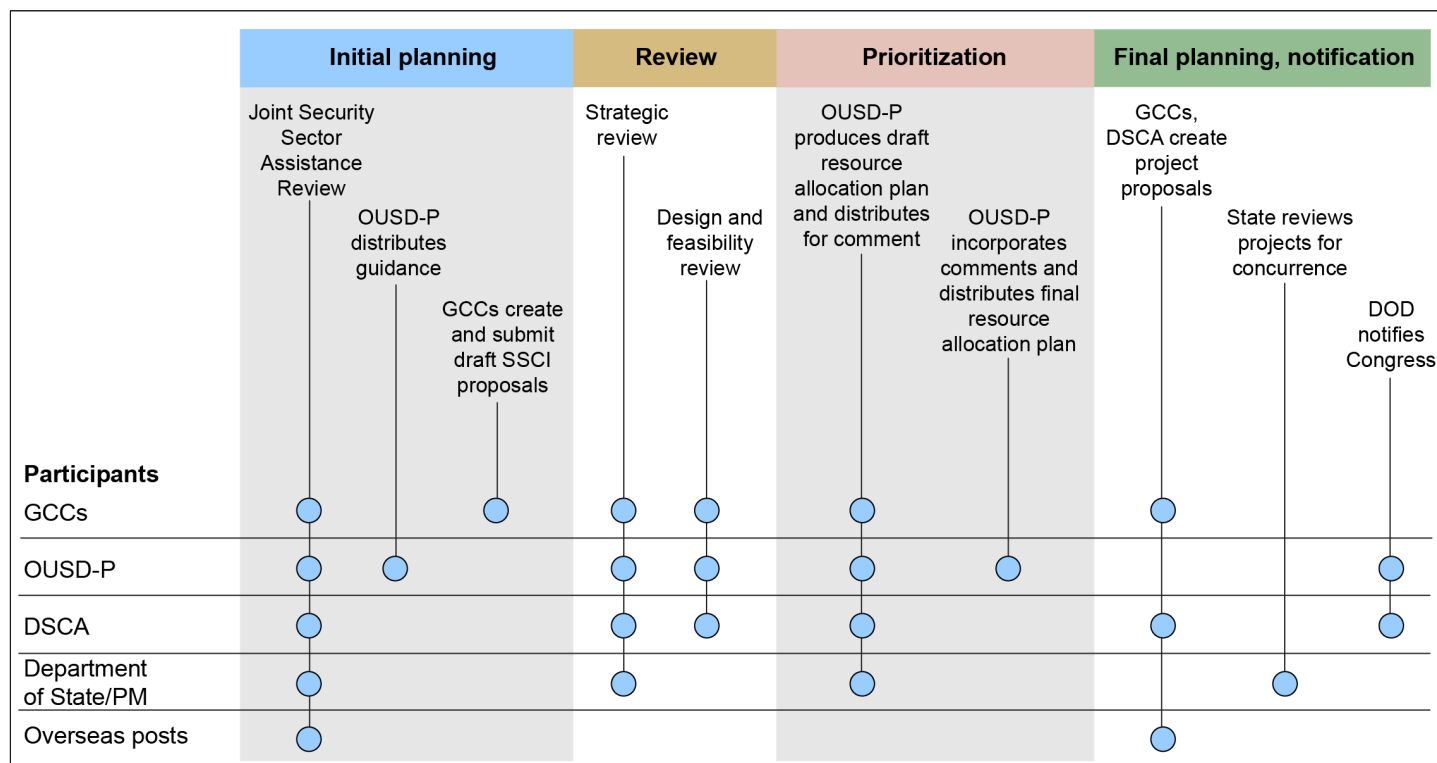 Initial planning
Review
Prioritization
Final planning, notification
Joint Security
Sector
Assistance
Review
OUSD-P
distributes
guidance
GCCs create
and submit
draft SSCI
proposals
Strategic
review
Design and
feasibility
review
OUSD-P
produces draft
resource
allocation plan
and distributes
for comment
OUSD-P
incorporates
comments and
distributes final
resource
allocation plan
GCCs,
DSCA create
project
proposals
State reviews
projects for
concurrence
DOD
notifies
Congress
Participants
GCCs
OUSD-P
DSCA
Department
of State/PM
Overseas posts